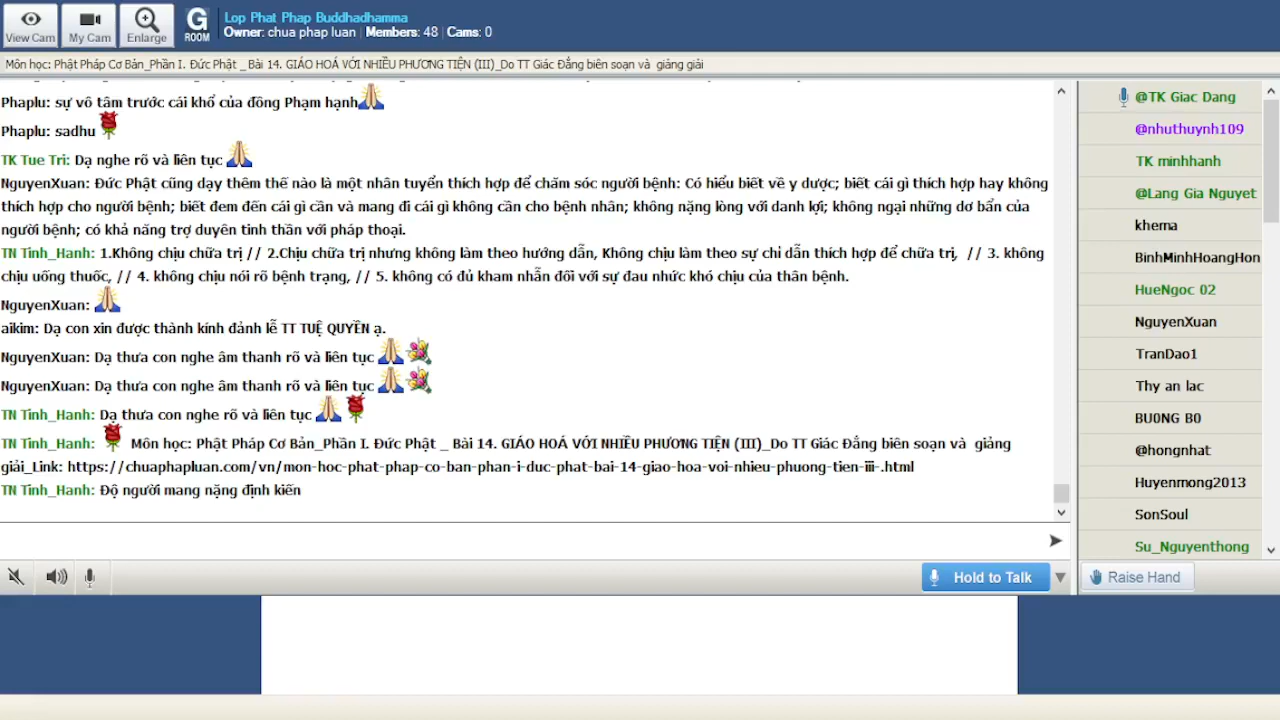 View Cam
My Cam
Enlarge
G
ROOM
Lop Phat Phap Buddhadhamma
Owner: chua phap luan | Members: 48 | Cams: 0
Môn học: Phật Pháp Cơ Bản_Phần I. Đức Phật _ Bài 14. GIÁO HOÁ VỚI NHIỀU PHƯƠNG TIỆN (III)_Do TT Giác Đẳng biên soạn và giảng giải
Phaplu: sự vô tâm trước cái khổ của đồng Phạm hạnh
Phaplu: sadhu
TK Tue Tri: Dạ nghe rõ và liên tục
NguyenXuan: Đức Phật cũng dạy thêm thế nào là một nhân tuyển thích hợp để chăm sóc người bệnh: Có hiểu biết về y dược; biết cái gì thích hợp hay không
thích hợp cho người bệnh; biết đem đến cái gì cần và mang đi cái gì không cần cho bệnh nhân; không nặng lòng với danh lợi; không ngại những dơ bẩn của
người bệnh; có khả năng trợ duyên tinh thần với pháp thoại.
TN Tinh_Hanh: 1.Không chịu chữa trị // 2.Chịu chữa trị nhưng không làm theo hướng dẫn, Không chịu làm theo sự chỉ dẫn thích hợp để chữa trị, // 3. không
chịu uống thuốc, // 4. không chịu nói rõ bệnh trạng, // 5. không có đủ kham nhẫn đối với sự đau nhức khó chịu của thân bệnh.
NguyenXuan:
aikim: Dạ con xin được thành kính đảnh lễ TT TUỆ QUYỀN ạ.
NguyenXuan: Dạ thưa con nghe âm thanh rõ và liên tục
NguyenXuan: Dạ thưa con nghe âm thanh rõ và liên tục
TN Tinh_Hanh: Dạ thưa con nghe rõ và liên tục
TN Tinh_Hanh: Môn học: Phật Pháp Cơ Bản_Phần I. Đức Phật _ Bài 14. GIÁO HOÁ VỚI NHIỀU PHƯƠNG TIỆN (III)_Do TT Giác Đẳng biên soạn và giảng
giải_Link: https://chuaphapluan.com/vn/mon-hoc-phat-phap-co-ban-phan-i-duc-phat-bai-14-giao-hoa-voi-nhieu-phuong-tien-iii-.html
TN Tinh_Hanh: Độ người mang nặng định kiến
Hold to Talk
@TK Giac Dang
@nhuthuynh109
TK minhhanh
@Lang Gia Nguyet
khema
BinhMinhHoangHon
HueNgoc 02
NguyenXuan
TranDao1
Thy an lac
BU0NG B0
@hongnhat
Huyenmong2013
SonSoul
Su_Nguyenthong
Raise Hand